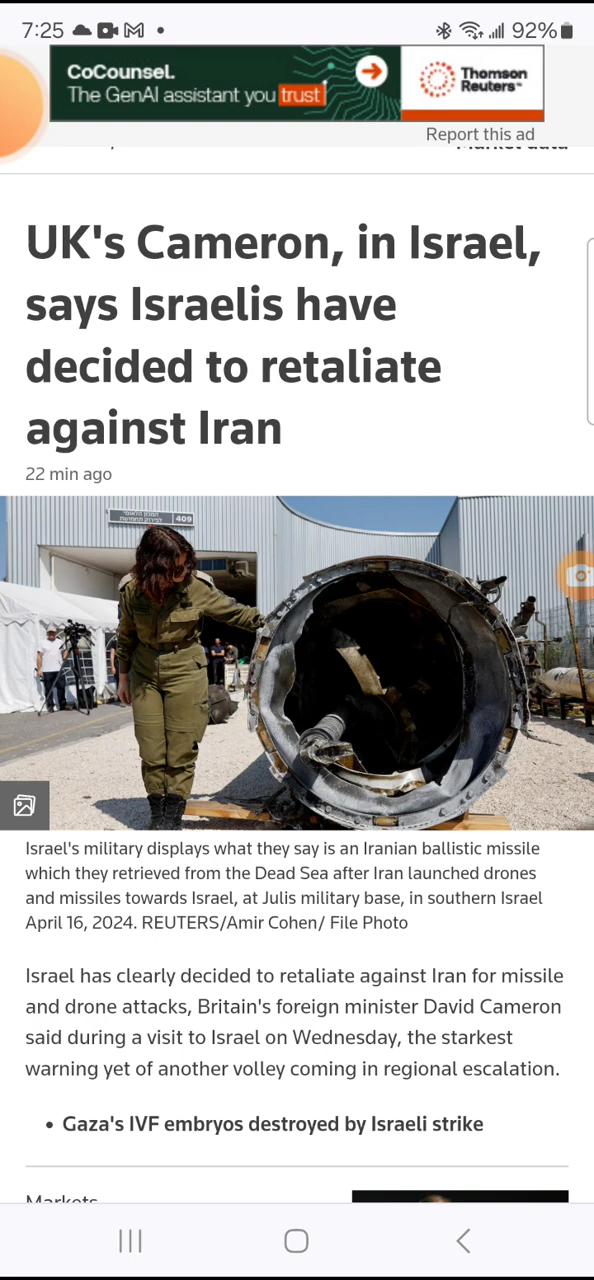 7:25
92%
CoCounsel.
The GenAI assistant you trust
Thomson
Reuters™
Report this ad
UK's Cameron, in Israel,
says Israelis have
decided to retaliate
against Iran
22 min ago
409
Israel's military displays what they say is an Iranian ballistic missile
which they retrieved from the Dead Sea after Iran launched drones
and missiles towards Israel, at Julis military base, in southern Israel
April 16, 2024. REUTERS/Amir Cohen/ File Photo
Israel has clearly decided to retaliate against Iran for missile
and drone attacks, Britain's foreign minister David Cameron
said during a visit to Israel on Wednesday, the starkest
warning yet of another volley coming in regional escalation.
• Gaza's IVF embryos destroyed by Israeli strike
Markets